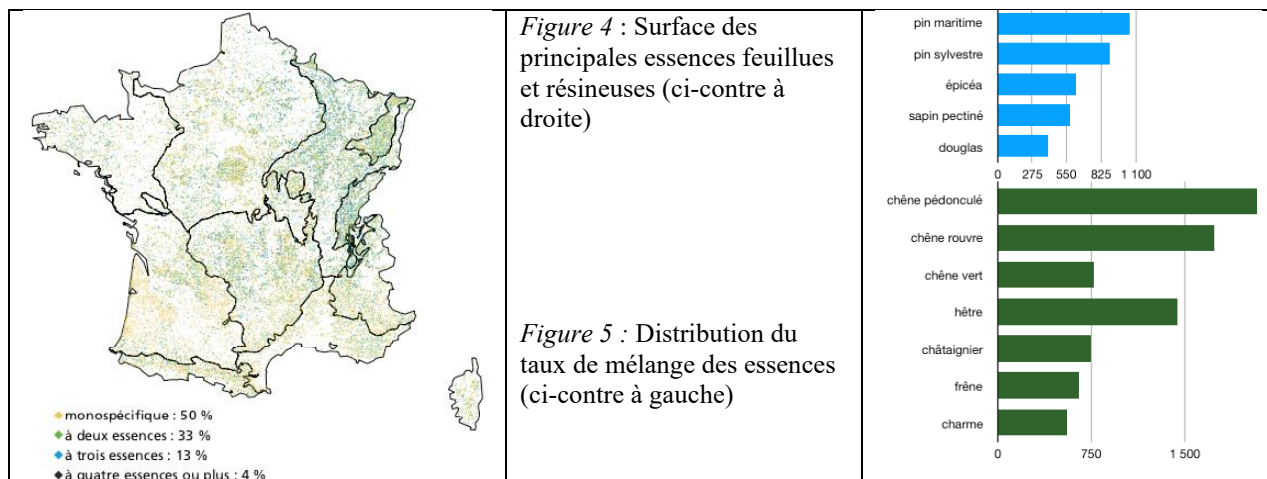 Figure 4 : Surface des
principales essences feuillues
et résineuses (ci-contre à
droite)
Figure 5 : Distribution du
taux de mélange des essences
(ci-contre à gauche)
monospécifique : 50 %
à deux essences : 33 %
à trois essences : 13 %
à quatre essences ou plus : 4 %
pin maritime
pin sylvestre
épicéa
sapin pectiné
douglas
0 275 550 825 1 100
chêne pédonculé
chêne rouvre
chêne vert
hêtre
châtaignier
frêne
charme
0 750 1 500